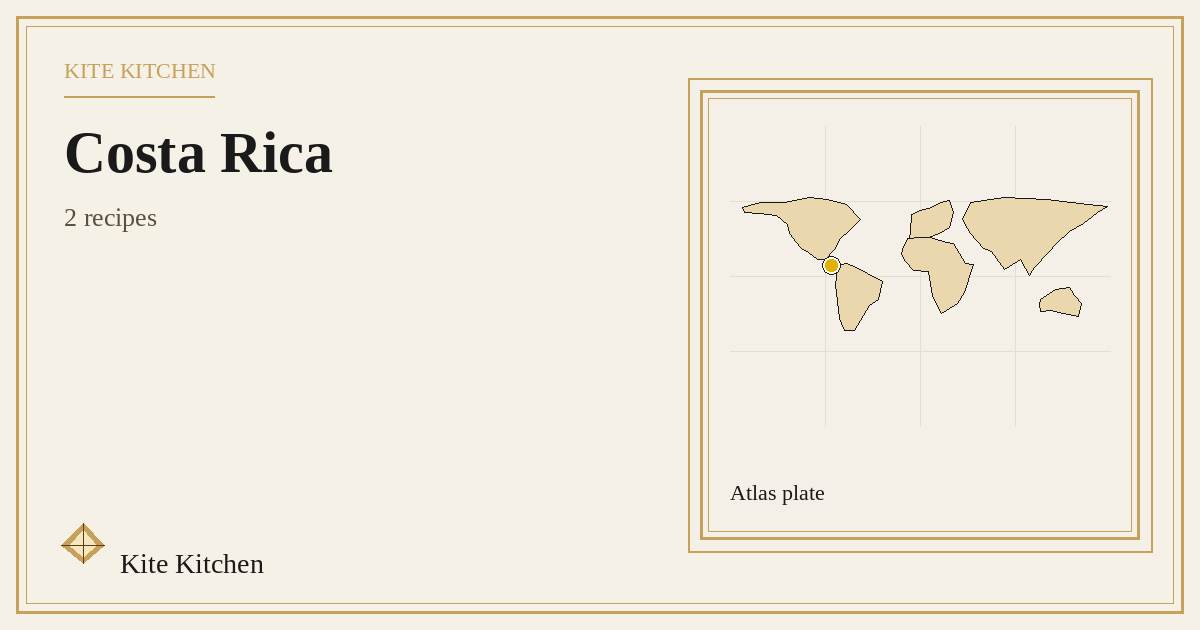 KITE KITCHEN
Costa Rica
2 recipes
Atlas plate
Kite Kitchen